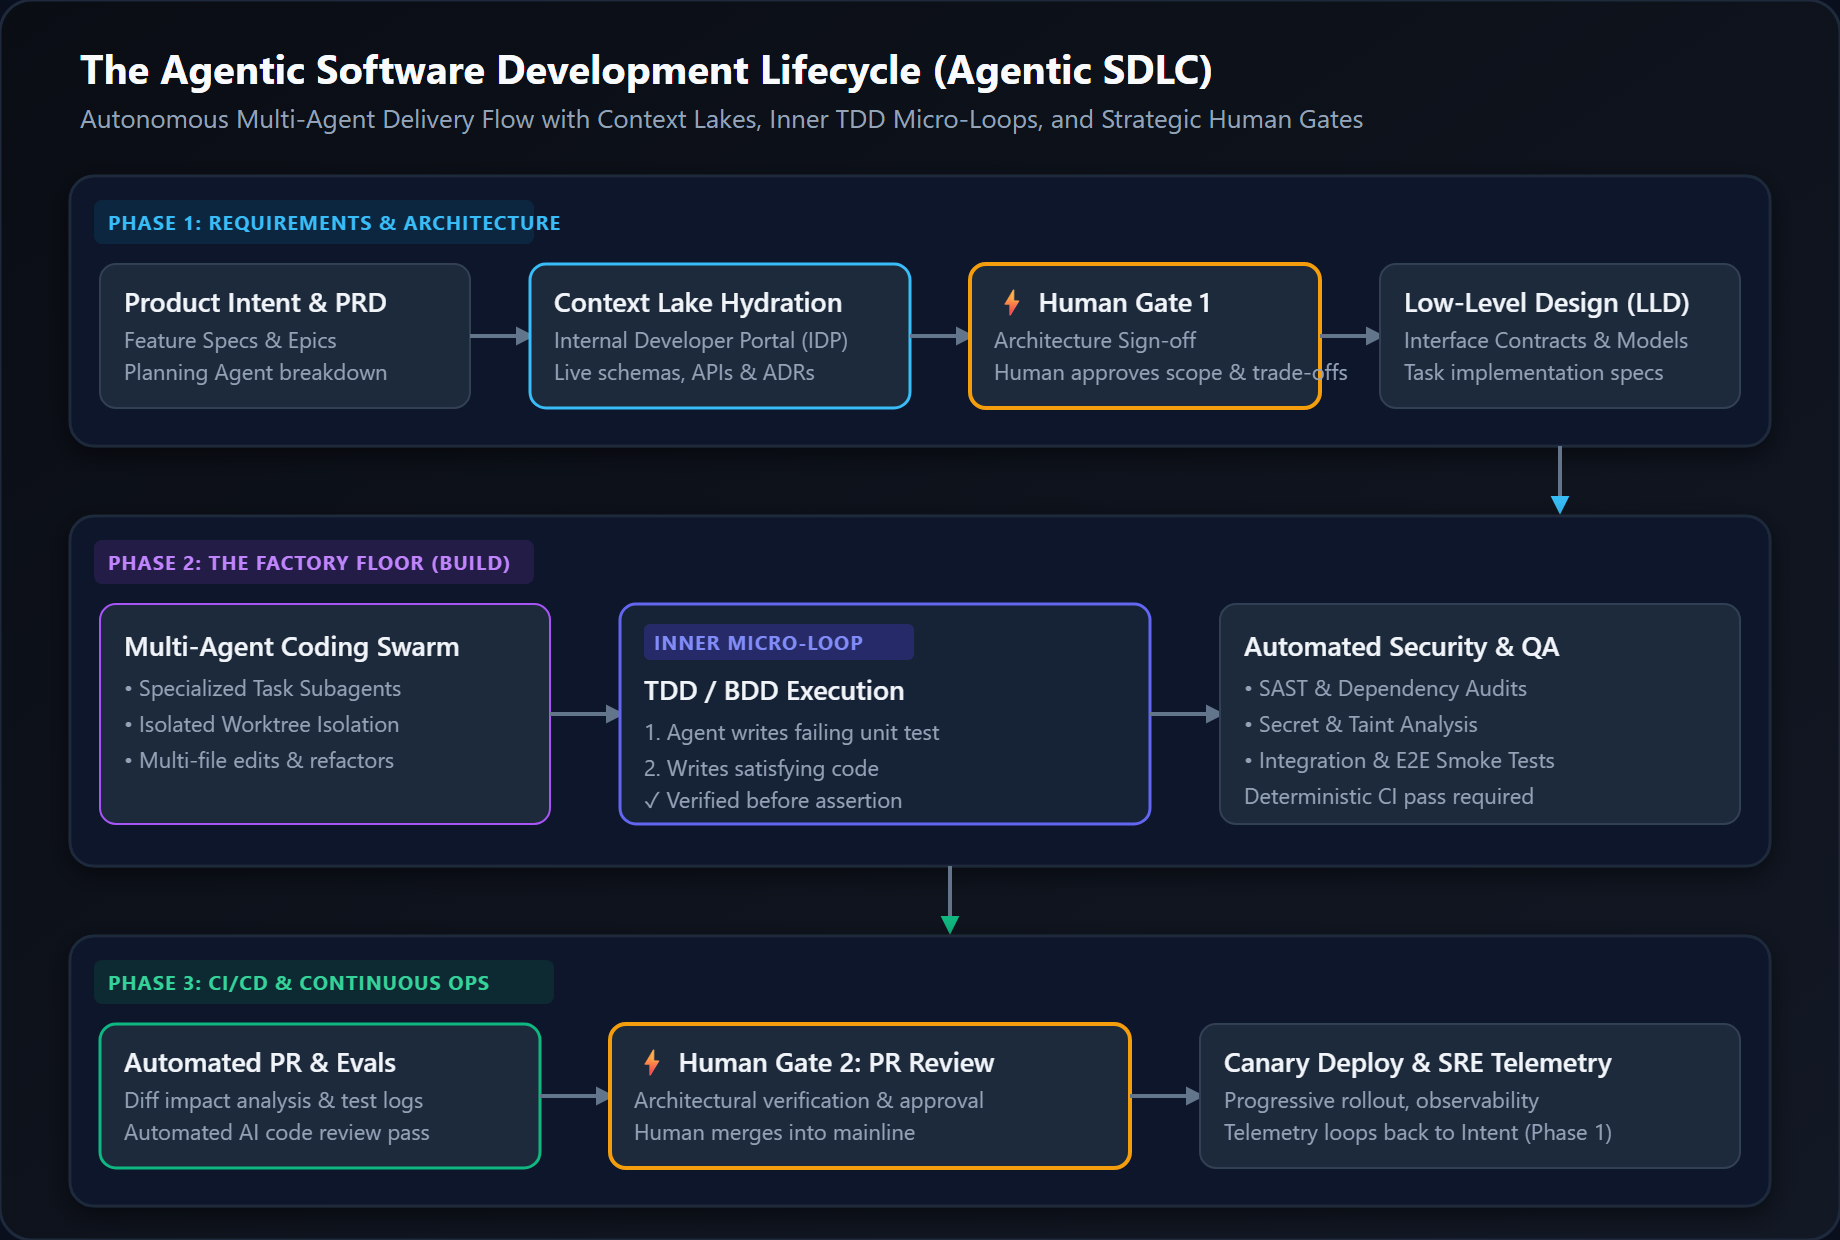 The Agentic Software Development Lifecycle (Agentic SDLC)
Autonomous Multi-Agent Delivery Flow with Context Lakes, Inner TDD Micro-Loops, and Strategic Human Gates
PHASE 1: REQUIREMENTS & ARCHITECTURE
Product Intent & PRD
Feature Specs & Epics
Planning Agent breakdown
Context Lake Hydration
Internal Developer Portal (IDP)
Live schemas, APIs & ADRs
⚡ Human Gate 1
Architecture Sign-off
Human approves scope & trade-offs
Low-Level Design (LLD)
Interface Contracts & Models
Task implementation specs
PHASE 2: THE FACTORY FLOOR (BUILD)
Multi-Agent Coding Swarm
• Specialized Task Subagents
• Isolated Worktree Isolation
• Multi-file edits & refactors
INNER MICRO-LOOP
TDD / BDD Execution
1. Agent writes failing unit test
2. Writes satisfying code
✓ Verified before assertion
Automated Security & QA
• SAST & Dependency Audits
• Secret & Taint Analysis
• Integration & E2E Smoke Tests
Deterministic CI pass required
PHASE 3: CI/CD & CONTINUOUS OPS
Automated PR & Evals
Diff impact analysis & test logs
Automated AI code review pass
⚡ Human Gate 2: PR Review
Architectural verification & approval
Human merges into mainline
Canary Deploy & SRE Telemetry
Progressive rollout, observability
Telemetry loops back to Intent (Phase 1)